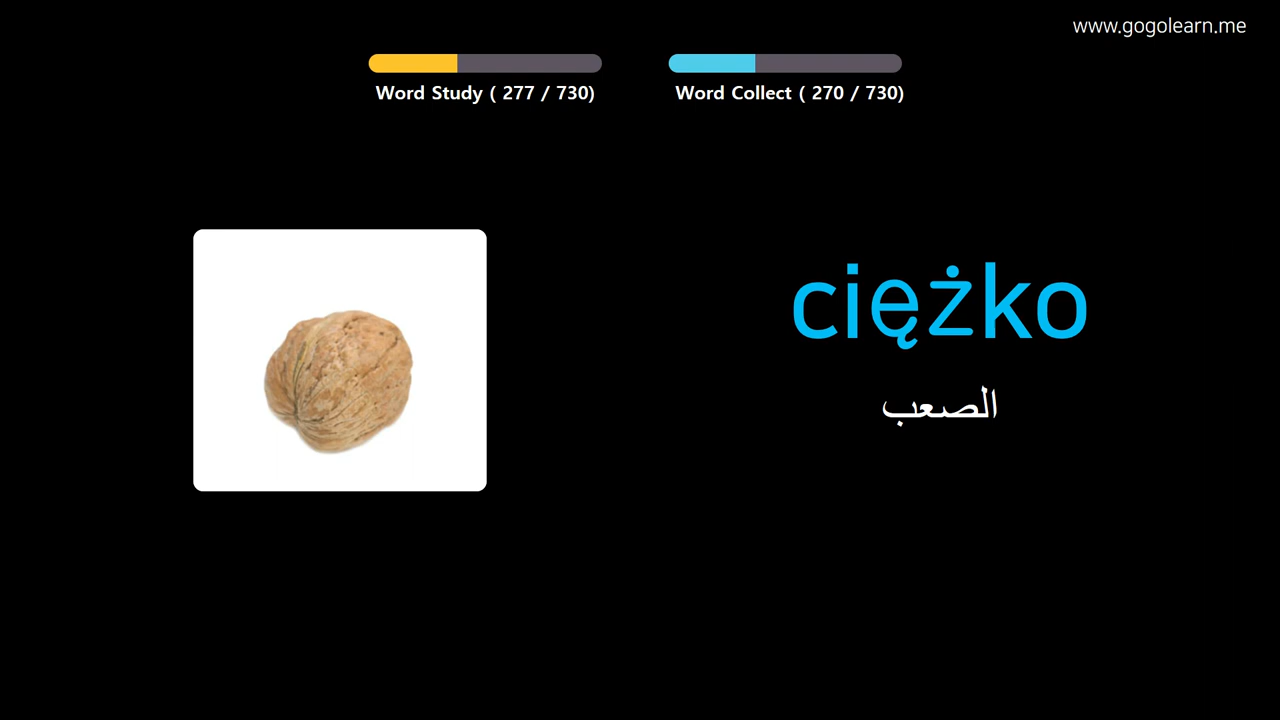 www.gogolearn.me
Word Study ( 277 / 730)
Word Collect ( 270 / 730)
ciężko
الصعب